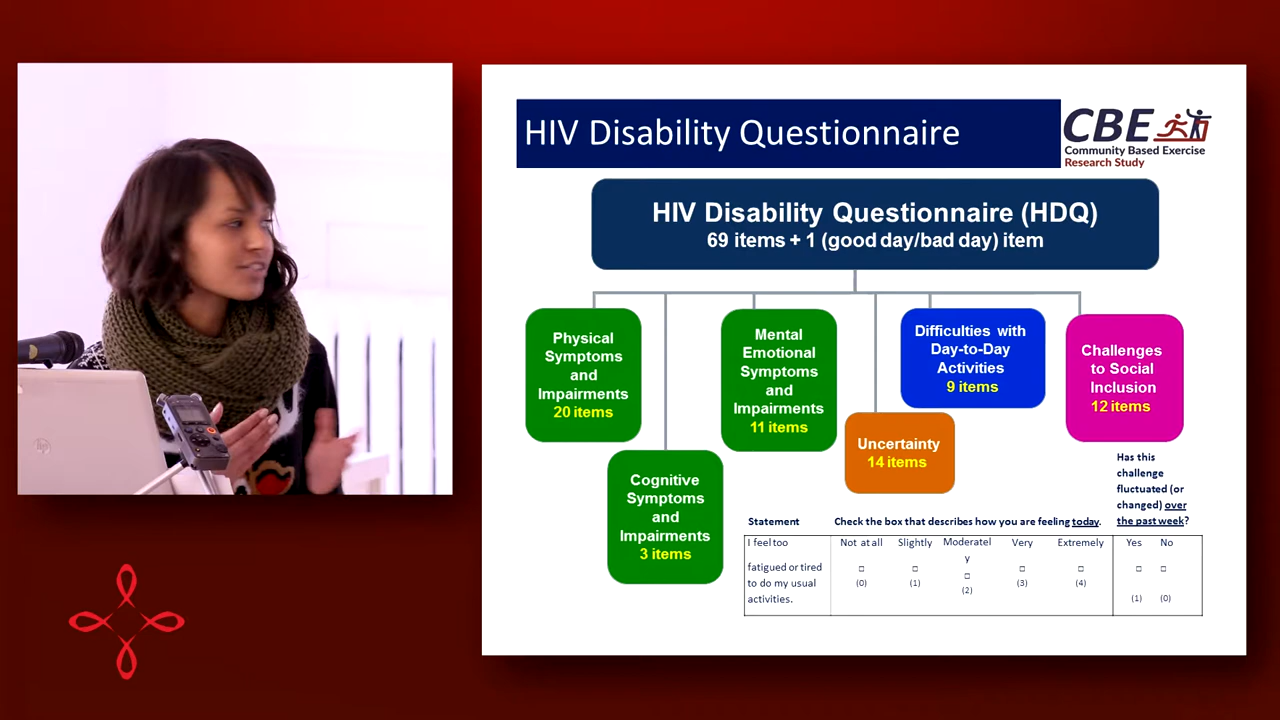 HIV Disability Questionnaire
CBE
Community Based Exercise
Research Study
HIV Disability Questionnaire (HDQ)
69 items + 1 (good day/bad day) item
Physical
Symptoms
and
Impairments
20 items
Cognitive
Symptoms
and
Impairments
3 items
Mental
Emotional
Symptoms
and
Impairments
11 items
Uncertainty
14 items
Difficulties with
Day-to-Day
Activities
9 items
Challenges
to Social
Inclusion
12 items
Has this
challenge
fluctuated (or
changed) over
the past week?
Statement Check the box that describes how you are feeling today.
I feel too
fatigued or tired
to do my usual
activities.
Not at all
□
(0)
Slightly
□
(1)
Moderatel
y
□
(2)
Very
□
(3)
Extremely
□
(4)
Yes
□
(1)
No
□
(0)
hp